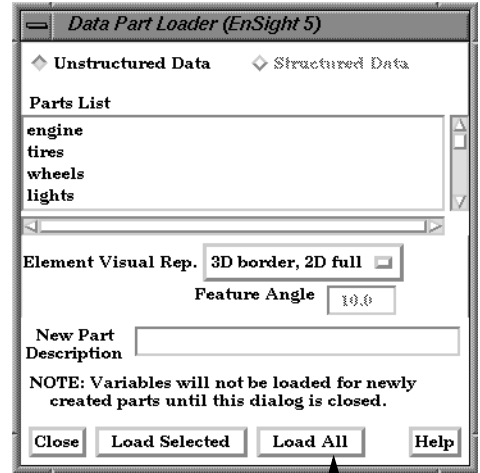 Data Part Loader (EnSight 5)
Unstructured Data Structured Data
Parts List
engine
tires
wheels
lights
Element Visual Rep. 3D border, 2D full
Feature Angle 10.0
New Part
Description
NOTE: Variables will not be loaded for newly
created parts until this dialog is closed.
Close Load Selected Load All Help